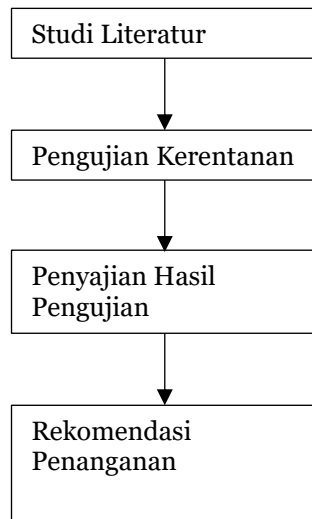 Studi Literatur
Pengujian Kerentanan
Penyajian Hasil
Pengujian
Rekomendasi
Penanganan